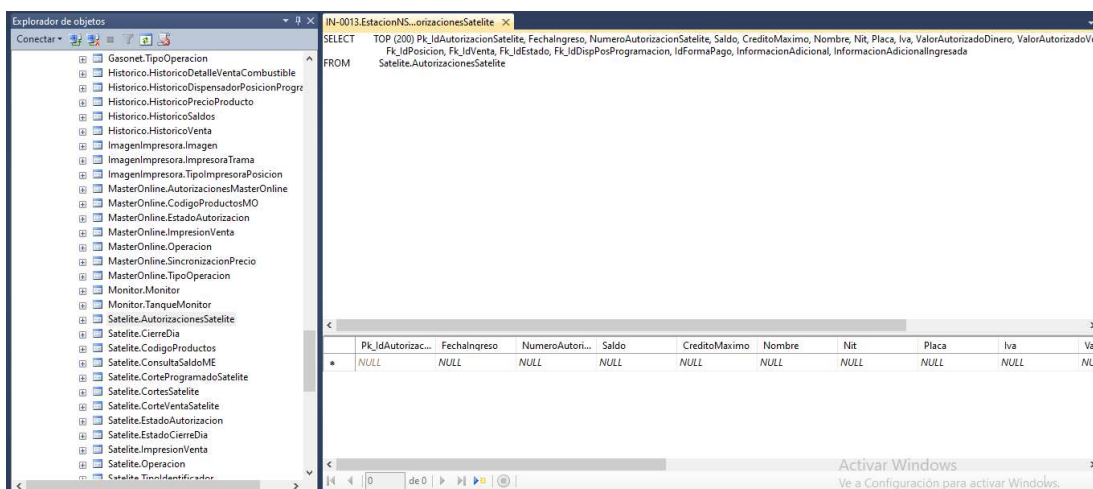 Explorador de objetos
Conectar
Gasonet.TipoOperacion
Historico.HistoricoDetalleVentaCombustible
Historico.HistoricoDispensadorPosicionProgra
Historico.HistoricoPrecioProducto
Historico.HistoricoSaldos
Historico.HistoricoVenta
ImagenImpresora.Imagen
ImagenImpresora.ImpresoraTrama
ImagenImpresora.TipoImpresoraPosicion
MasterOnline.AutorizacionesMasterOnline
MasterOnline.CodigoProductosMO
MasterOnline.EstadoAutorizacion
MasterOnline.ImpresionVenta
MasterOnline.Operacion
MasterOnline.SincronizacionPrecio
MasterOnline.TipoOperacion
Monitor.Monitor
Monitor.TanqueMonitor
Satelite.AutorizacionesSatelite
Satelite.CierreDia
Satelite.CodigoProductos
Satelite.ConsultaSaldoME
Satelite.CorteProgramadoSatelite
Satelite.CortesSatelite
Satelite.CorteVentaSatelite
Satelite.EstadoAutorizacion
Satelite.EstadoCierreDia
Satelite.ImpresionVenta
Satelite.Operacion
Satelite.TipoIdentificador
IN-0013.EstacionNS...orizacionesSatelite
SELECT TOP (200) Pk_IdAutorizacionSatelite, FechaIngreso, NumeroAutorizacionSatelite, Saldo, CreditoMaximo, Nombre, Nit, Placa, Iva, ValorAutorizadoDinero, ValorAutorizadoVo
Fk_IdPosicion, Fk_IdVenta, Fk_IdEstado, Fk_IdDispPosProgramacion, IdFormaPago, InformacionAdicional, InformacionAdicionalIngresada
FROM Satelite.AutorizacionesSatelite
Pk_IdAutorizac... FechaIngreso NumeroAutori... Saldo CreditoMaximo Nombre Nit Placa Iva Va
* NULL NULL NULL NULL NULL NULL NULL NULL NULL NU
0 de 0
Activar Windows
Ve a Configuración para activar Windows.